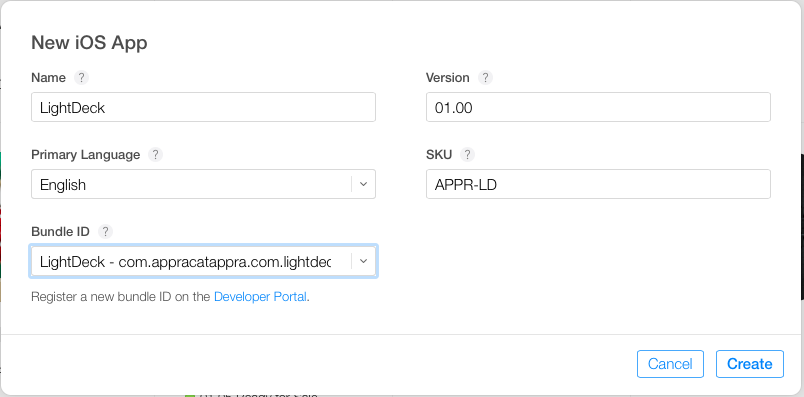 New iOS App
Name ?
Version ?
LightDeck
01.00
Primary Language ?
SKU ?
English
APPR-LD
Bundle ID ?
LightDeck - com.appracatappra.com.lightdec
Register a new bundle ID on the Developer Portal.
Cancel
Create